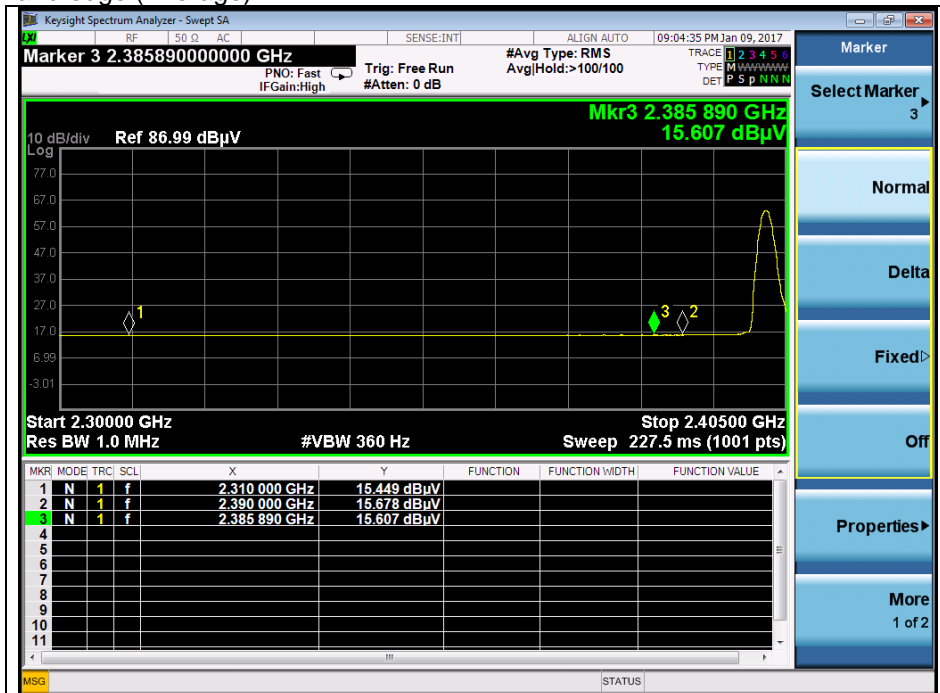 Keysight Spectrum Analyzer - Swept SA
LXI RF 50 Ω AC SENSE:INT ALIGN AUTO 09:04:35 PM Jan 09, 2017
Marker 3 2.385890000000 GHz
PNO: Fast
IFGain:High
Trig: Free Run
#Atten: 0 dB
#Avg Type: RMS
Avg|Hold:>100/100
TRACE 1 2 3 4 5 6
TYPE M W W W W W
DET P S p N N N
Mkr3 2.385 890 GHz
15.607 dBµV
10 dB/div Ref 86.99 dBµV
Log
77.0
67.0
57.0
47.0
37.0
27.0
17.0
6.99
-3.01
1
3
2
Start 2.30000 GHz Stop 2.40500 GHz
Res BW 1.0 MHz #VBW 360 Hz Sweep 227.5 ms (1001 pts)
MKR MODE TRC SCL X Y FUNCTION FUNCTION WIDTH FUNCTION VALUE
1 N 1 f 2.310 000 GHz 15.449 dBµV
2 N 1 f 2.390 000 GHz 15.678 dBµV
3 N 1 f 2.385 890 GHz 15.607 dBµV
4
5
6
7
8
9
10
11
MSG STATUS
Marker
Select Marker
3
Normal
Delta
Fixed
Off
Properties
More
1 of 2